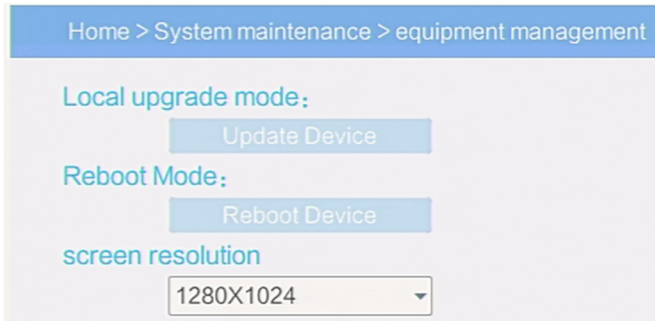 Home > System maintenance > equipment management
Local upgrade mode：
Update Device
Reboot Mode：
Reboot Device
screen resolution
1280X1024